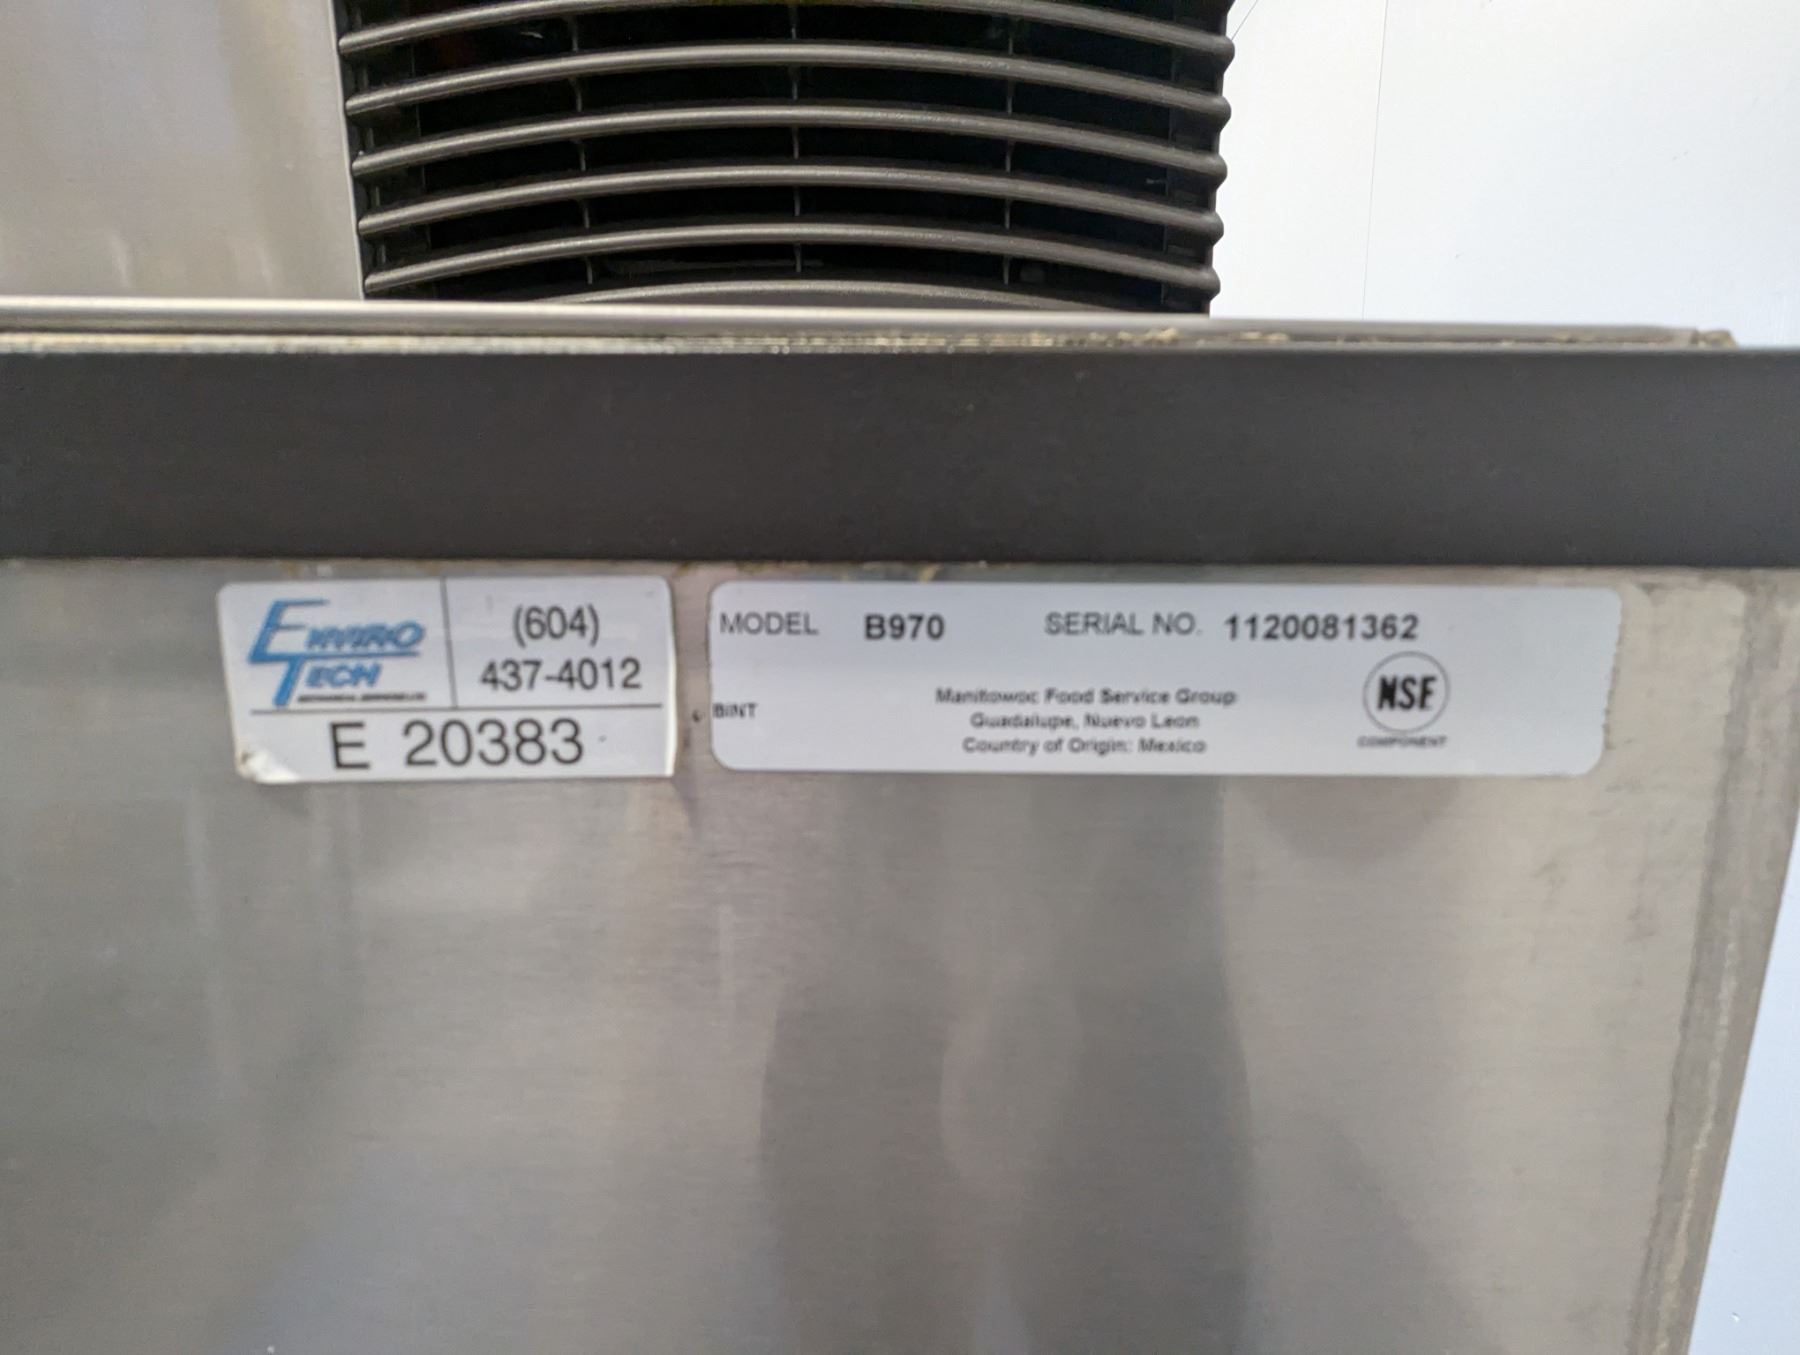 ENVIRO
TECH
(604)
437-4012
E 20383
MODEL B970 SERIAL NO. 1120081362
BINT
Manitowoc Food Service Group
Guadalupe, Nuevo Leon
Country of Origin: Mexico
NSF
COMPONENT